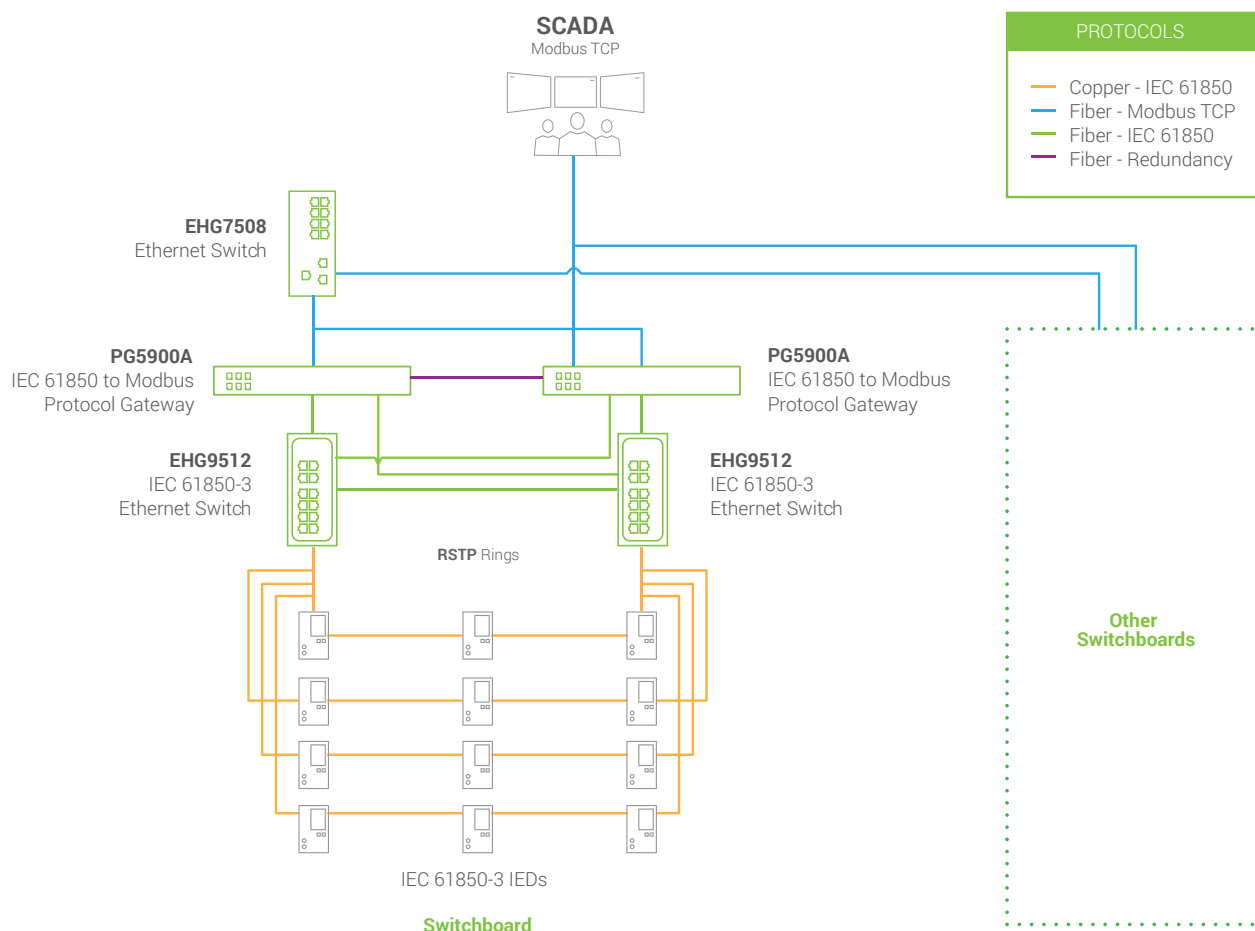 SCADA
Modbus TCP
PROTOCOLS
Copper - IEC 61850
Fiber - Modbus TCP
Fiber - IEC 61850
Fiber - Redundancy
EHG7508
Ethernet Switch
PG5900A
IEC 61850 to Modbus
Protocol Gateway
PG5900A
IEC 61850 to Modbus
Protocol Gateway
EHG9512
IEC 61850-3
Ethernet Switch
EHG9512
IEC 61850-3
Ethernet Switch
RSTP Rings
Other
Switchboards
IEC 61850-3 IEDs
Switchboard